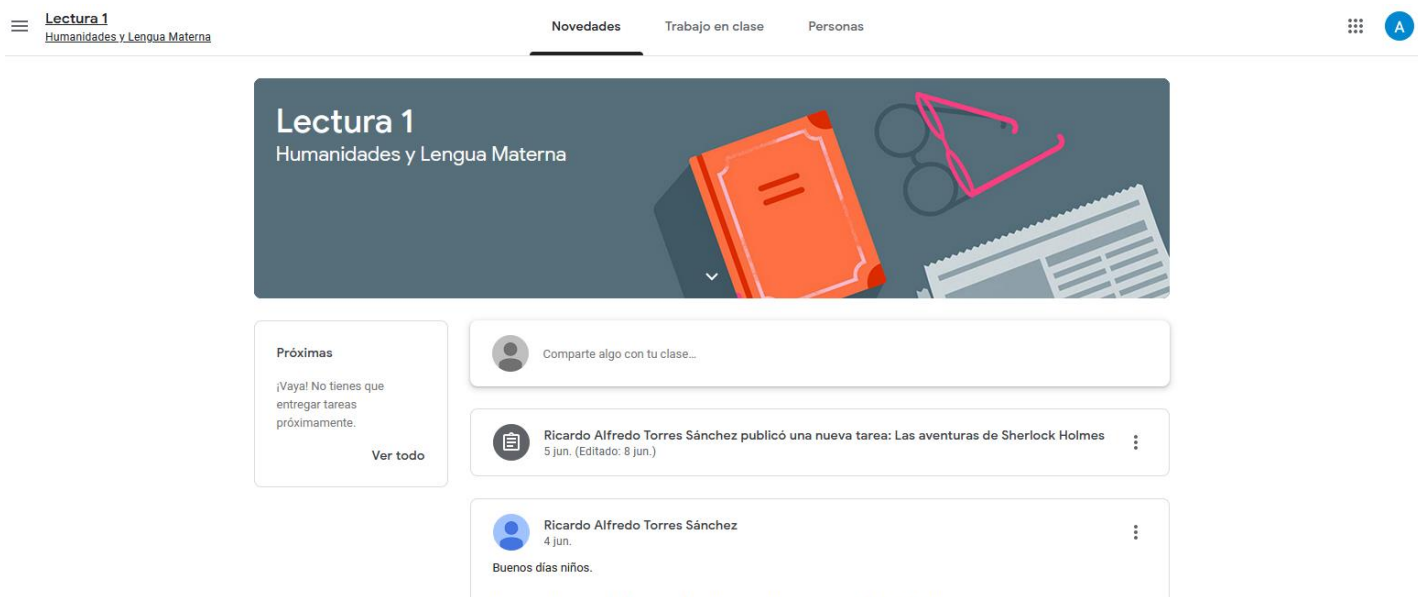 Lectura 1
Humanidades y Lengua Materna
Novedades
Trabajo en clase
Personas
A
Lectura 1
Humanidades y Lengua Materna
Próximas
¡Vaya! No tienes que
entregar tareas
próximamente.
Ver todo
Comparte algo con tu clase...
Ricardo Alfredo Torres Sánchez publicó una nueva tarea: Las aventuras de Sherlock Holmes
5 jun. (Editado: 8 jun.)
Ricardo Alfredo Torres Sánchez
4 jun.
Buenos días niños.